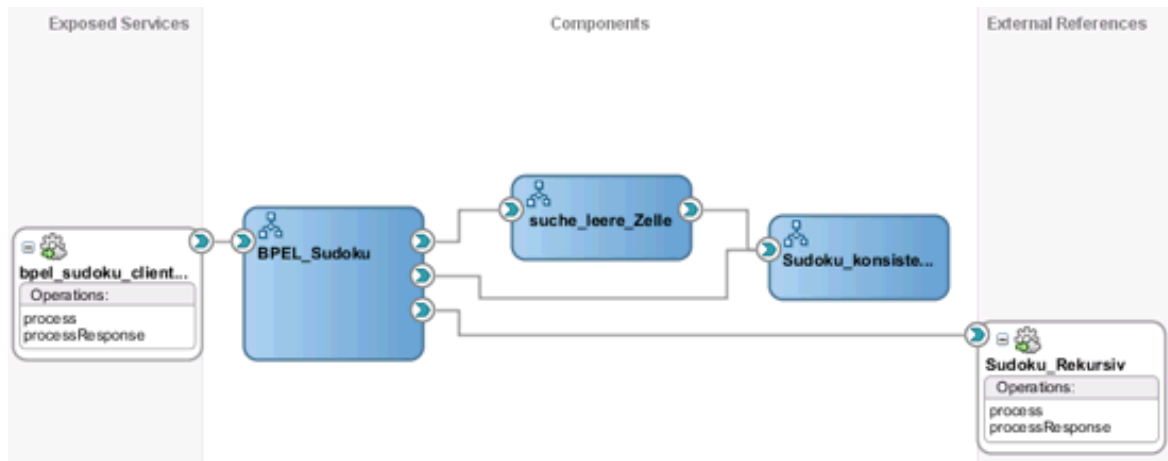 Exposed Services
Components
External References
bpel_sudoku_client...
Operations:
process
processResponse
BPEL_Sudoku
suche_leere_Zelle
Sudoku_konsiste...
Sudoku_Rekursiv
Operations:
process
processResponse